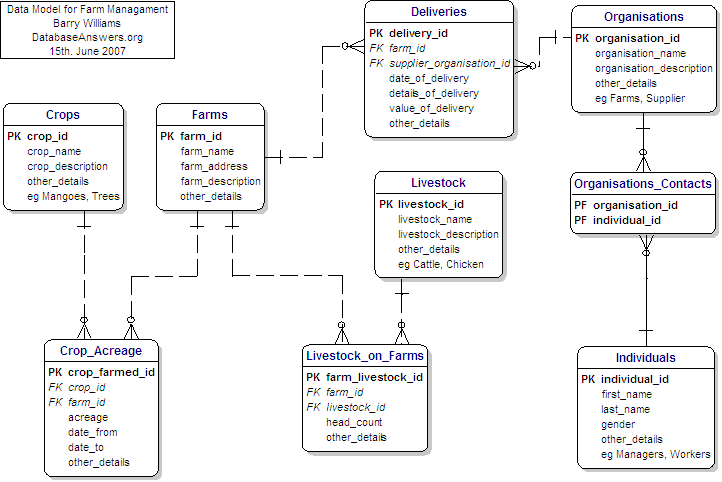 Data Model for Farm Managament
Barry Williams
DatabaseAnswers.org
15th. June 2007
Deliveries
PK delivery_id
FK farm_id
FK supplier_organisation_id
date_of_delivery
details_of_delivery
value_of_delivery
other_details
Organisations
PK organisation_id
organisation_name
organisation_description
other_details
eg Farms, Supplier
Crops
PK crop_id
crop_name
crop_description
other_details
eg Mangoes, Trees
Farms
PK farm_id
farm_name
farm_address
farm_description
other_details
Livestock
PK livestock_id
livestock_name
livestock_description
other_details
eg Cattle, Chicken
Organisations_Contacts
PF organisation_id
PF individual_id
Crop_Acreage
PK crop_farmed_id
FK crop_id
FK farm_id
acreage
date_from
date_to
other_details
Livestock_on_Farms
PK farm_livestock_id
FK farm_id
FK livestock_id
head_count
other_details
Individuals
PK individual_id
first_name
last_name
gender
other_details
eg Managers, Workers